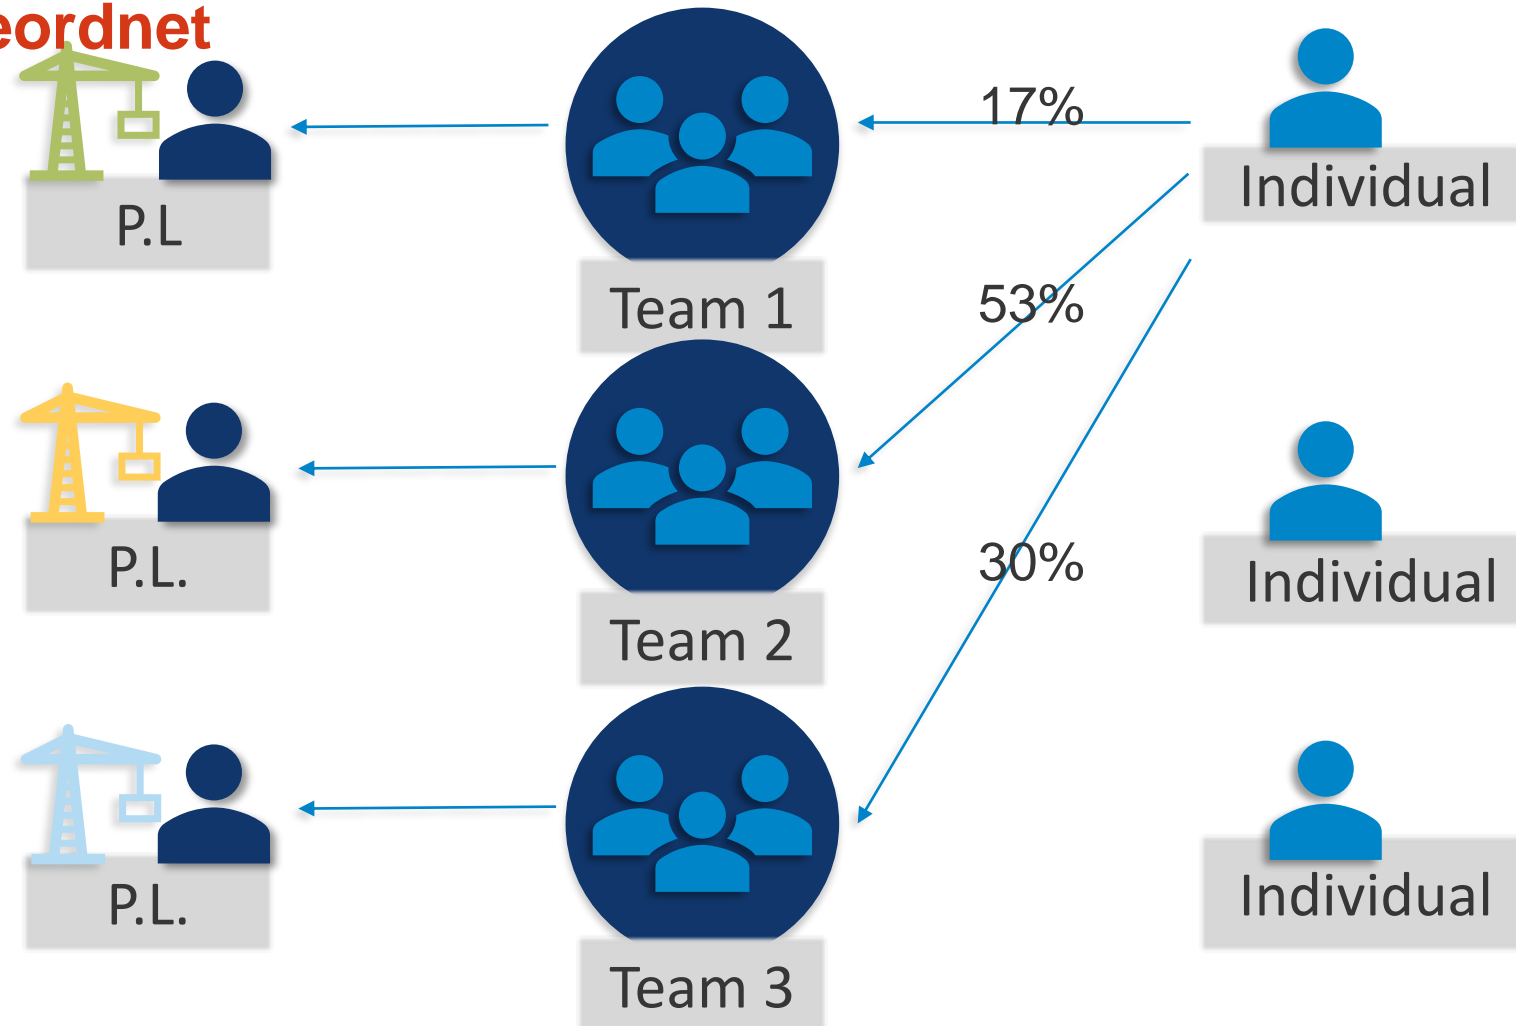 eordnet
17%
Individual
P.L
Team 1
53%
P.L.
Team 2
30%
Individual
P.L.
Team 3
Individual